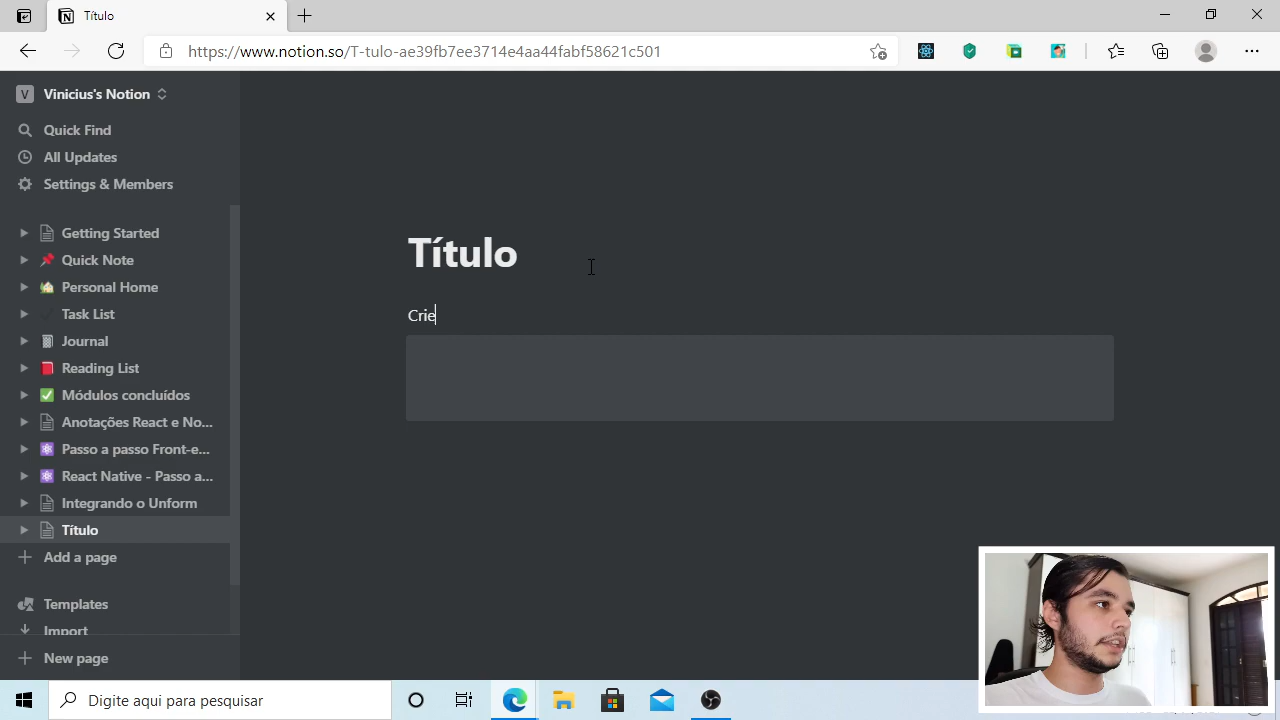 Título
https://www.notion.so/T-tulo-ae39fb7ee3714e4aa44fabf58621c501
V Vinicius's Notion
Quick Find
All Updates
Settings & Members
Getting Started
Quick Note
Personal Home
Task List
Journal
Reading List
Módulos concluídos
Anotações React e No...
Passo a passo Front-e...
React Native - Passo a...
Integrando o Unform
Título
Add a page
Templates
Import
New page
Título
Crie
Digite aqui para pesquisar